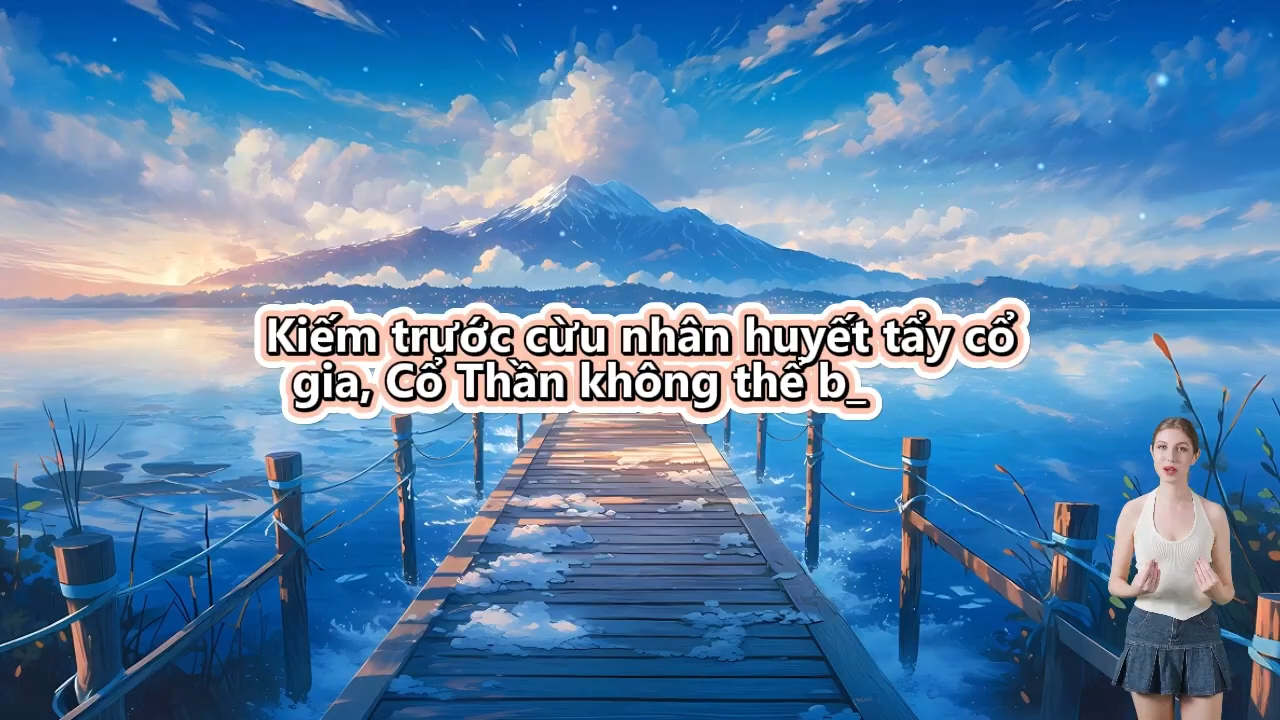 Kiếm trước cừu nhân huyết tẩy cổ
gia, Cổ Thần không thể b_